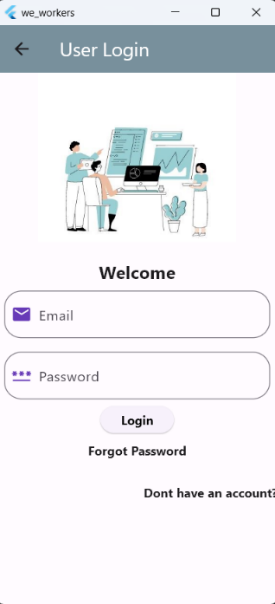 we_workers
User Login
Welcome
Email
Password
Login
Forgot Password
Dont have an account?